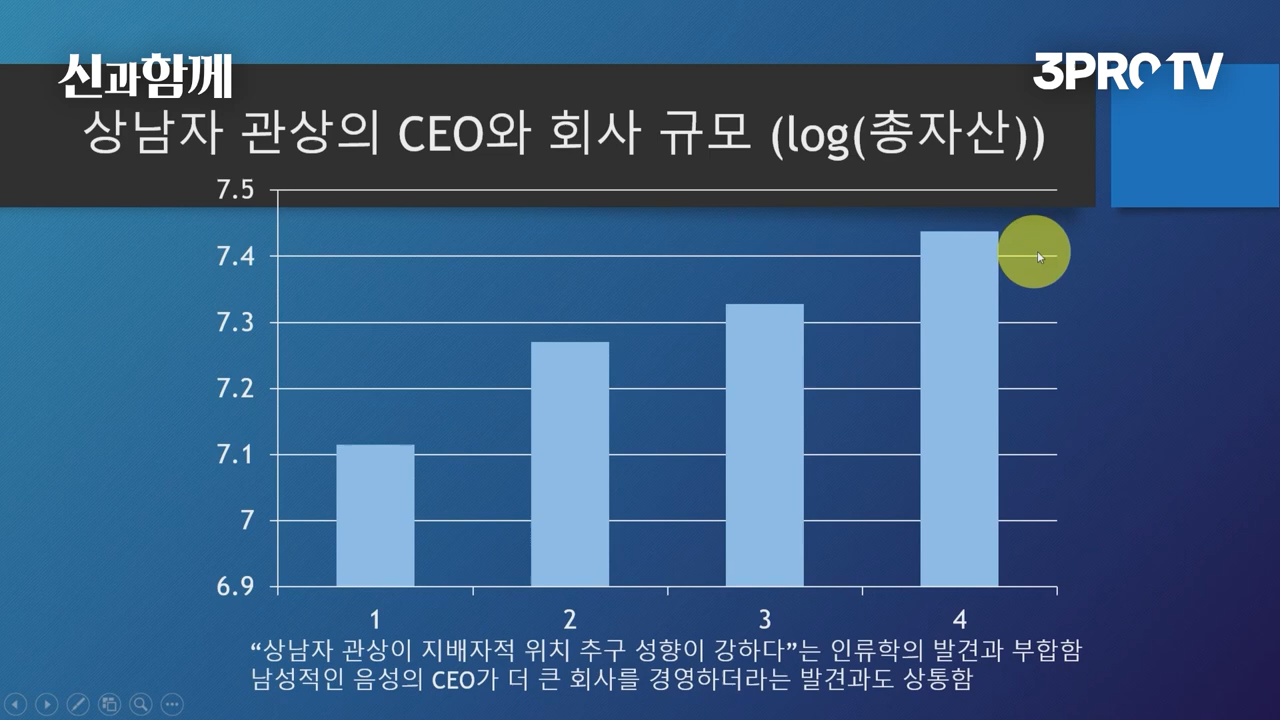 신과함께
3PROTV
상남자 관상의 CEO와 회사 규모 (log(총자산))
7.5
7.4
7.3
7.2
7.1
7
6.9
1 2 3 4
“상남자 관상이 지배자적 위치 추구 성향이 강하다”는 인류학의 발견과 부합함
남성적인 음성의 CEO가 더 큰 회사를 경영하더라는 발견과도 상통함